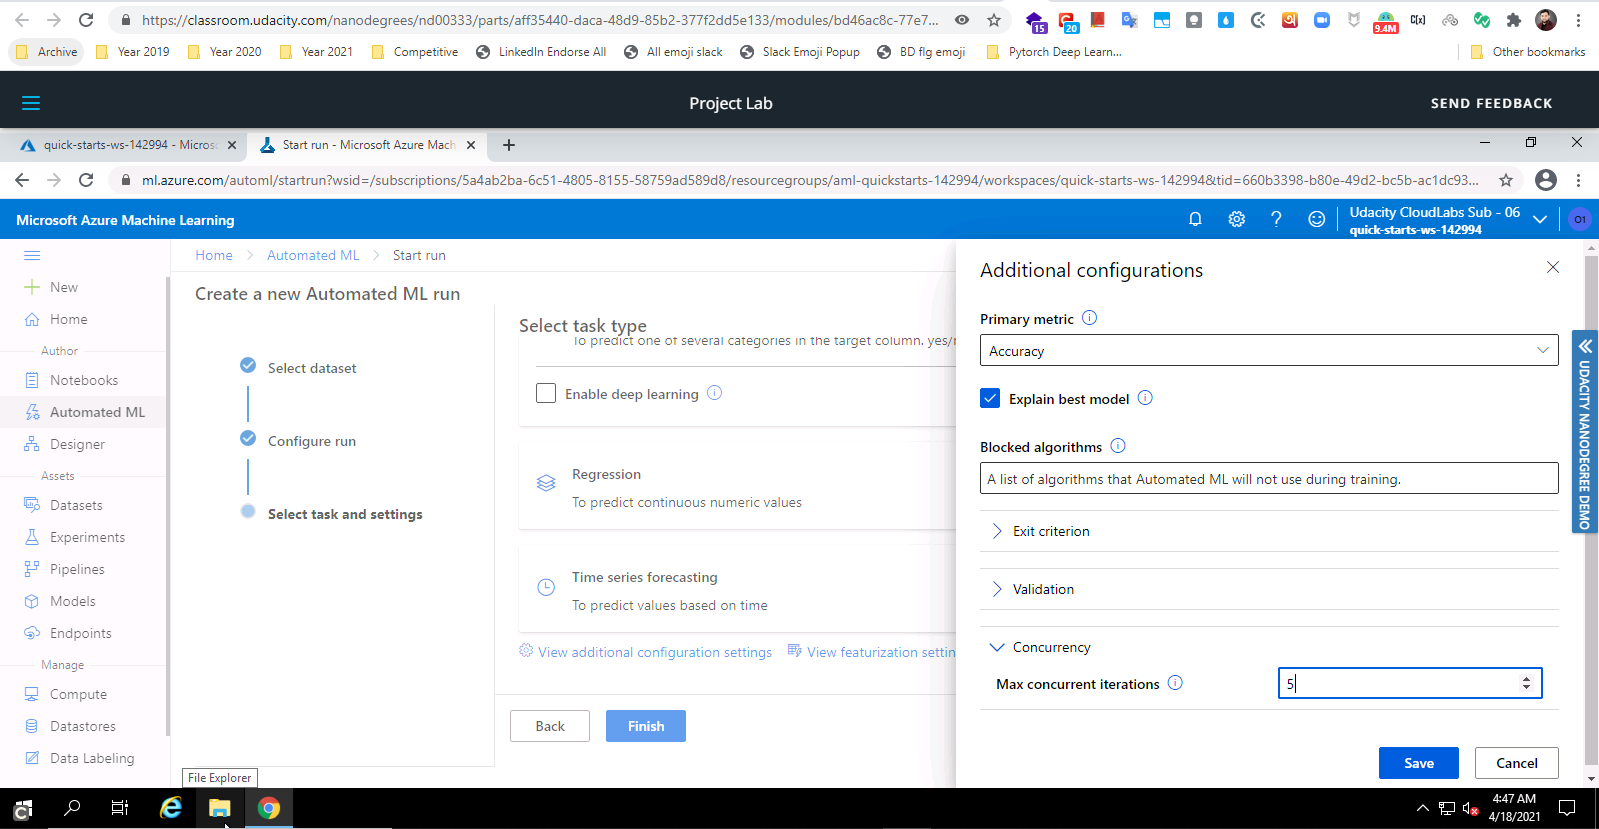 https://classroom.udacity.com/nanodegrees/nd00333/parts/aff35440-daca-48d9-85b2-377f2dd5e133/modules/bd46ac8c-77e7...
15
20
9.4M
Archive
Year 2019
Year 2020
Year 2021
Competitive
LinkedIn Endorse All
All emoji slack
Slack Emoji Popup
BD flg emoji
Pytorch Deep Learn...
Other bookmarks
Project Lab
SEND FEEDBACK
quick-starts-ws-142994 - Micros
Start run - Microsoft Azure Mach
ml.azure.com/automl/startrun?wsid=/subscriptions/5a4ab2ba-6c51-4805-8155-58759ad589d8/resourcegroups/aml-quickstarts-142994/workspaces/quick-starts-ws-142994&tid=660b3398-b80e-49d2-bc5b-ac1dc93...
Microsoft Azure Machine Learning
Udacity CloudLabs Sub - 06
quick-starts-ws-142994
O1
New
Home
Author
Notebooks
Automated ML
Designer
Assets
Datasets
Experiments
Pipelines
Models
Endpoints
Manage
Compute
Datastores
Data Labeling
Home > Automated ML > Start run
Create a new Automated ML run
Select dataset
Configure run
Select task and settings
Select task type
To predict one of several categories in the target column. yes/
Enable deep learning
Regression
To predict continuous numeric values
Time series forecasting
To predict values based on time
View additional configuration settings
View featurization settin
Back
Finish
Additional configurations
Primary metric
Accuracy
Explain best model
Blocked algorithms
A list of algorithms that Automated ML will not use during training.
Exit criterion
Validation
Concurrency
Max concurrent iterations
5
Save
Cancel
UDACITY NANODEGREE DEMO
File Explorer
4:47 AM
4/18/2021